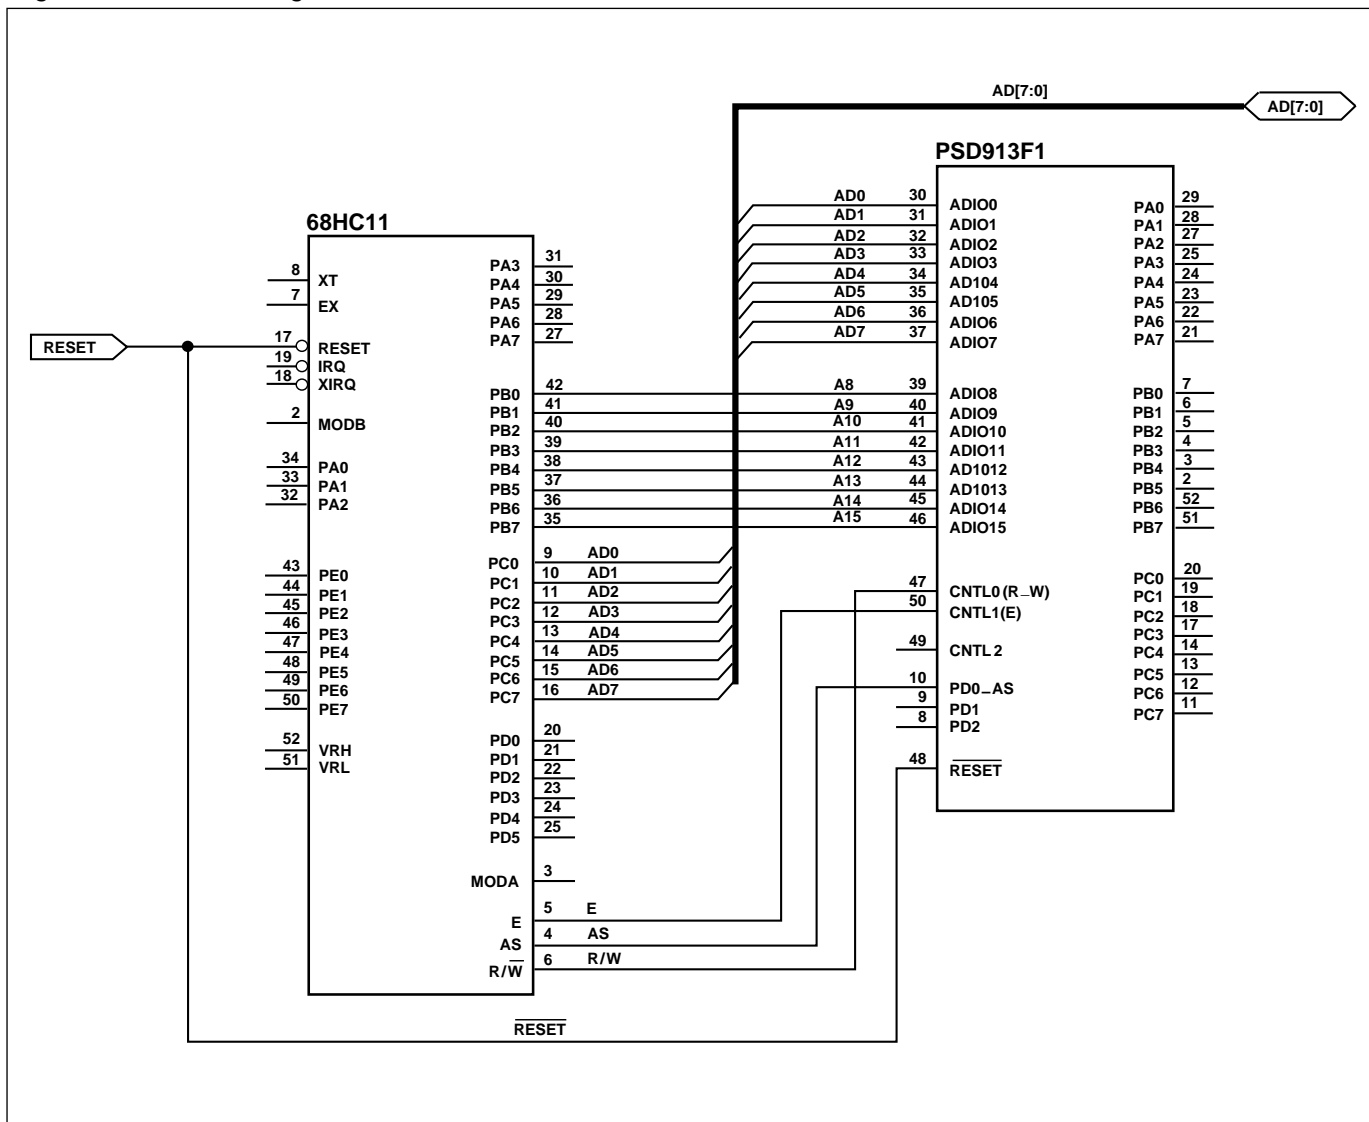 AD[7:0]
AD[7:0]
PSD913F1
68HC11
RESET
8 XT
7 EX
17 RESET
19 IRQ
18 XIRQ
2 MODB
34 PA0
33 PA1
32 PA2
43 PE0
44 PE1
45 PE2
46 PE3
47 PE4
48 PE5
49 PE6
50 PE7
52 VRH
51 VRL
PA3 31
PA4 30
PA5 29
PA6 28
PA7 27
PB0 42
PB1 41
PB2 40
PB3 39
PB4 38
PB5 37
PB6 36
PB7 35
PC0 9 AD0
PC1 10 AD1
PC2 11 AD2
PC3 12 AD3
PC4 13 AD4
PC5 14 AD5
PC6 15 AD6
PC7 16 AD7
PD0 20
PD1 21
PD2 22
PD3 23
PD4 24
PD5 25
MODA 3
E 5 E
AS 4 AS
R/W 6 R/W
RESET
AD0 30 ADIO0
AD1 31 ADIO1
AD2 32 ADIO2
AD3 33 ADIO3
AD4 34 AD104
AD5 35 AD105
AD6 36 ADIO6
AD7 37 ADIO7
A8 39 ADIO8
A9 40 ADIO9
A10 41 ADIO10
A11 42 ADIO11
A12 43 AD1012
A13 44 AD1013
A14 45 ADIO14
A15 46 ADIO15
47 CNTL0(R_W)
50 CNTL1(E)
49 CNTL2
10 PD0_AS
9 PD1
8 PD2
48 RESET
PA0 29
PA1 28
PA2 27
PA3 25
PA4 24
PA5 23
PA6 22
PA7 21
PB0 7
PB1 6
PB2 5
PB3 4
PB4 3
PB5 2
PB6 52
PB7 51
PC0 20
PC1 19
PC2 18
PC3 17
PC4 14
PC5 13
PC6 12
PC7 11